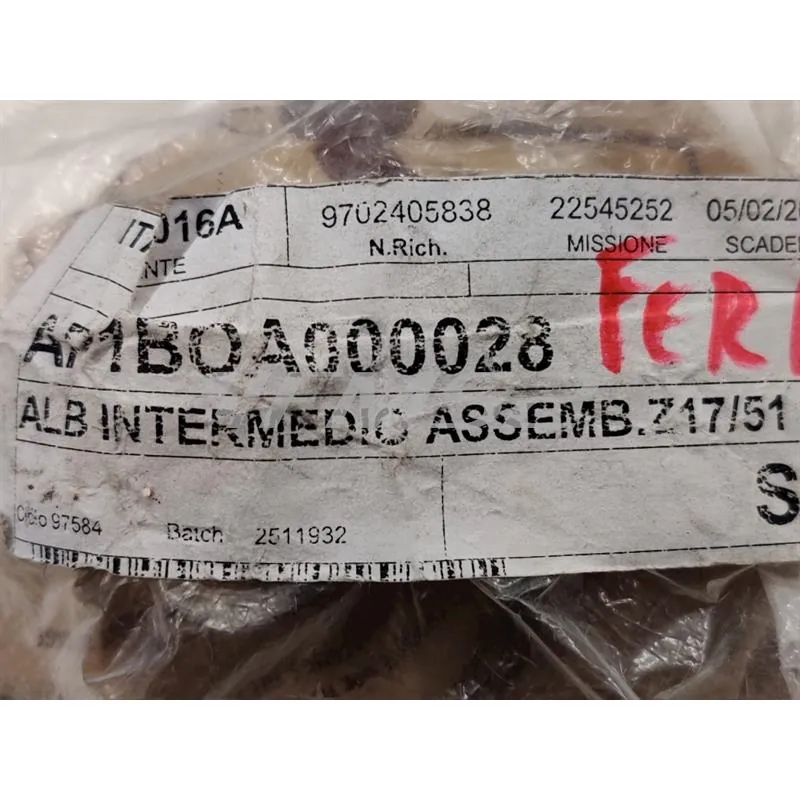 016A 9702405838 22545252 05/02/2
NTE N.Rich. MISSIONE SCADE
AP1BOA000028 FER
ALB INTERMEDIO ASSEMB.Z17/51
S
Ciclo 97584 Batch 2511932